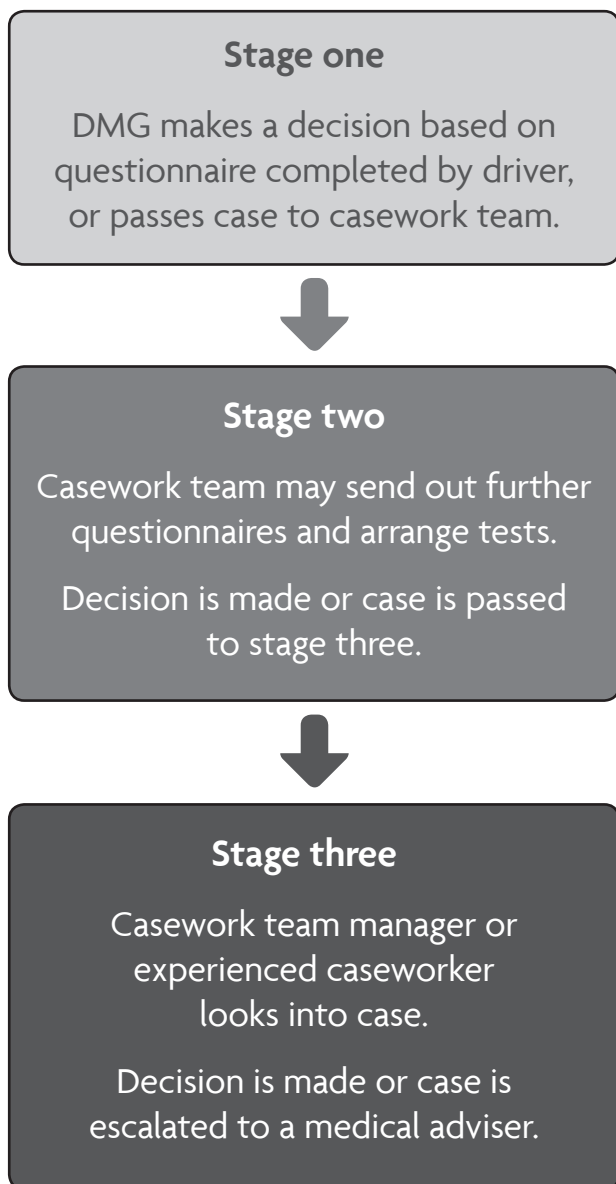 Stage one
DMG makes a decision based on
questionnaire completed by driver,
or passes case to casework team.
Stage two
Casework team may send out further
questionnaires and arrange tests.
Decision is made or case is passed
to stage three.
Stage three
Casework team manager or
experienced caseworker
looks into case.
Decision is made or case is
escalated to a medical adviser.